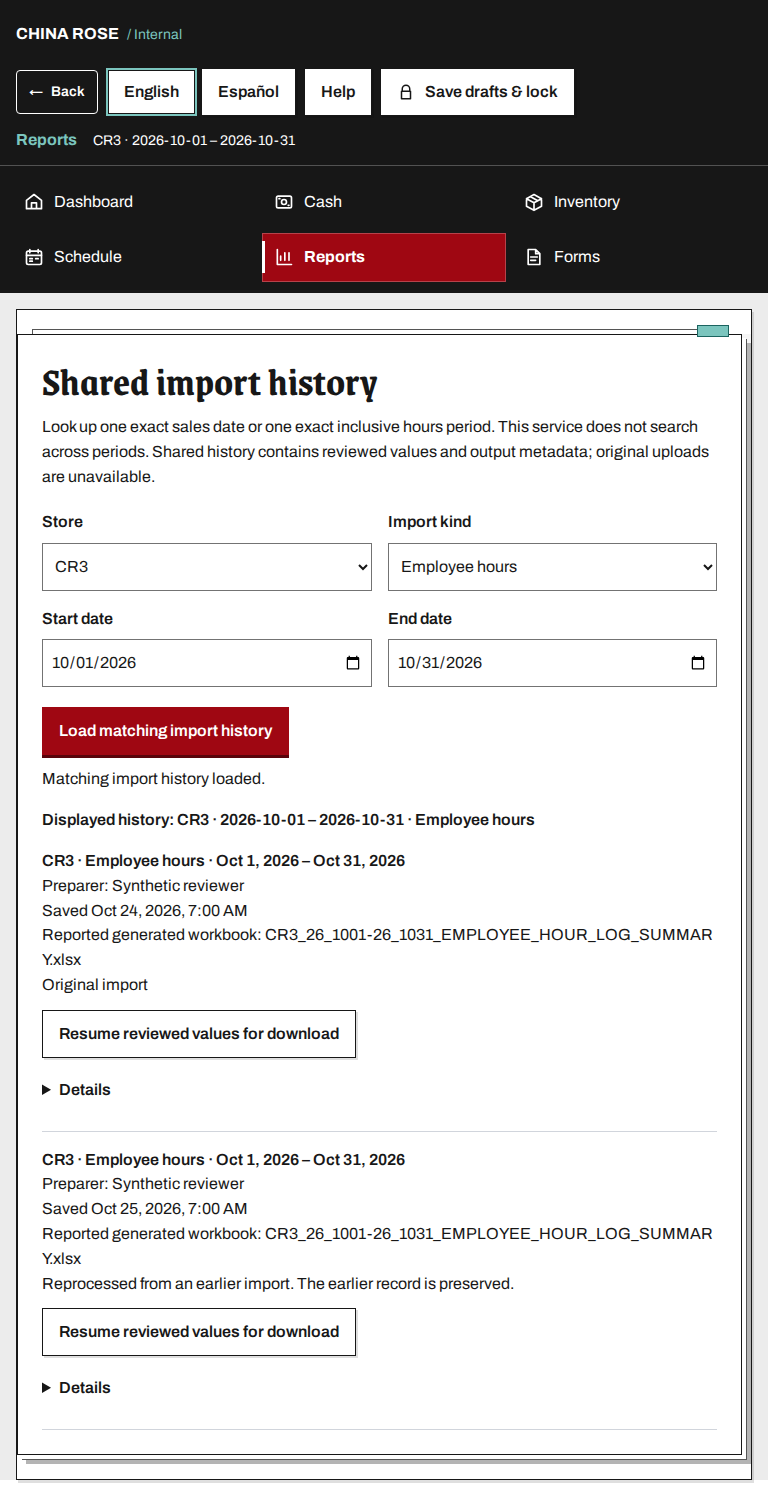 CHINA ROSE / Internal
← Back
English
Español
Help
Save drafts & lock
Reports CR3 · 2026-10-01 – 2026-10-31
Dashboard
Cash
Inventory
Schedule
Reports
Forms
Shared import history
Look up one exact sales date or one exact inclusive hours period. This service does not search
across periods. Shared history contains reviewed values and output metadata; original uploads
are unavailable.
Store
Import kind
CR3
Employee hours
Start date
End date
10/01/2026
10/31/2026
Load matching import history
Matching import history loaded.
Displayed history: CR3 · 2026-10-01 – 2026-10-31 · Employee hours
CR3 · Employee hours · Oct 1, 2026 – Oct 31, 2026
Preparer: Synthetic reviewer
Saved Oct 24, 2026, 7:00 AM
Reported generated workbook: CR3_26_1001-26_1031_EMPLOYEE_HOUR_LOG_SUMMAR
Y.xlsx
Original import
Resume reviewed values for download
Details
CR3 · Employee hours · Oct 1, 2026 – Oct 31, 2026
Preparer: Synthetic reviewer
Saved Oct 25, 2026, 7:00 AM
Reported generated workbook: CR3_26_1001-26_1031_EMPLOYEE_HOUR_LOG_SUMMAR
Y.xlsx
Reprocessed from an earlier import. The earlier record is preserved.
Resume reviewed values for download
Details